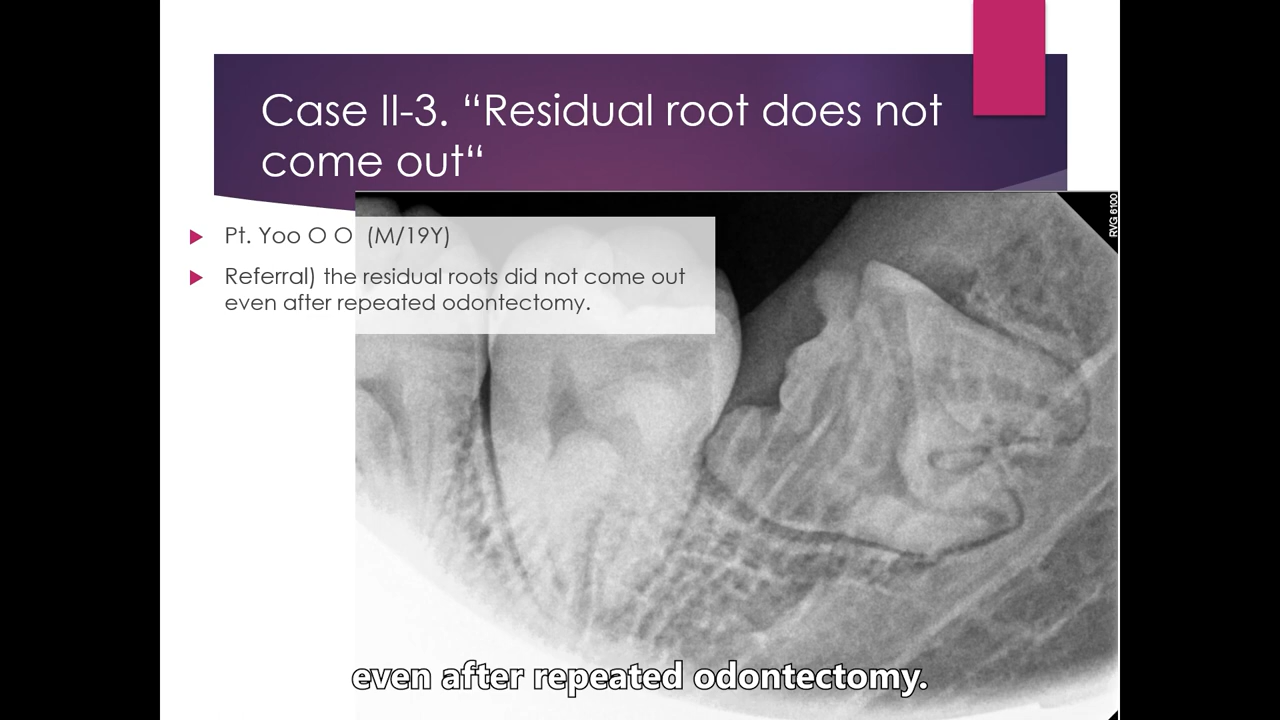 Case II-3. “Residual root does not
come out“
Pt. Yoo O O (M/19Y)
Referral) the residual roots did not come out
even after repeated odontectomy.
RVG 6100
even after repeated odontectomy.